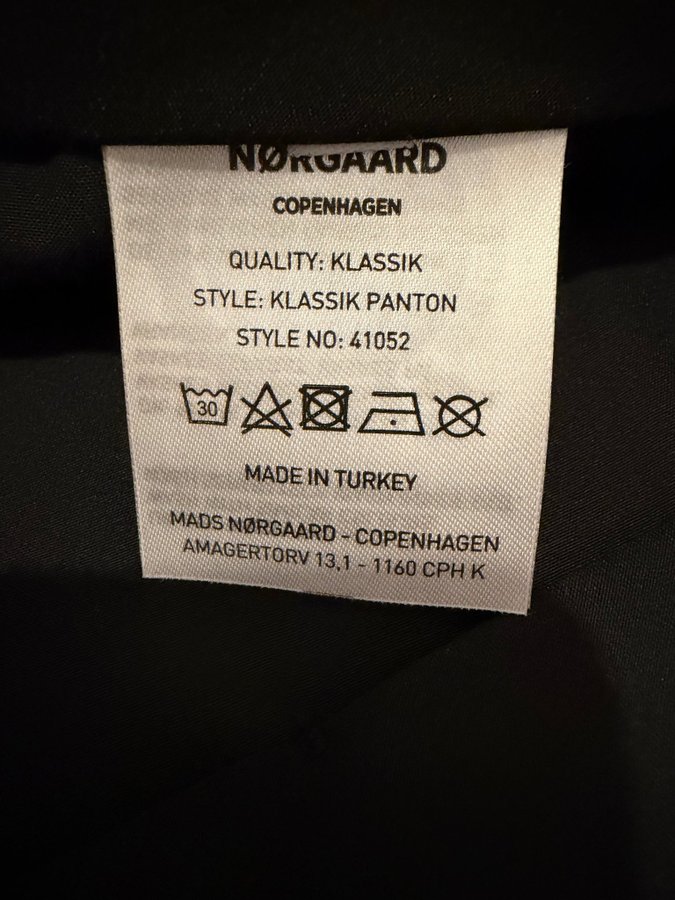 NØRGAARD
COPENHAGEN
QUALITY: KLASSIK
STYLE: KLASSIK PANTON
STYLE NO: 41052
30
MADE IN TURKEY
MADS NØRGAARD - COPENHAGEN
AMAGERTORV 13,1 - 1160 CPH K